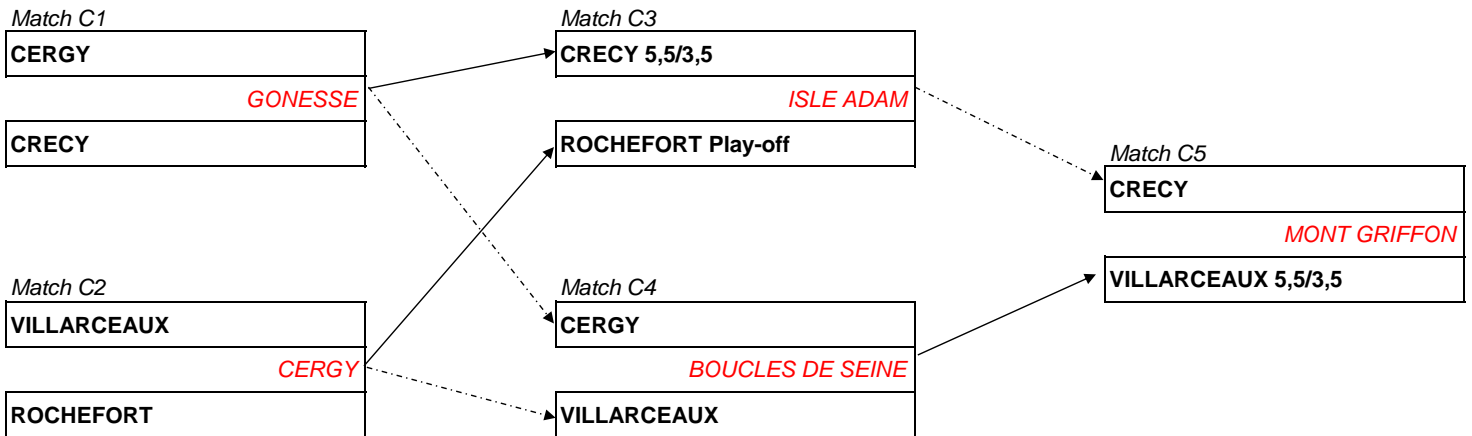 Match C1
CERGY
GONESSE
CRECY
Match C2
VILLARCEAUX
CERGY
ROCHEFORT
Match C3
CRECY 5,5/3,5
ISLE ADAM
ROCHEFORT Play-off
Match C4
CERGY
BOUCLES DE SEINE
VILLARCEAUX
Match C5
CRECY
MONT GRIFFON
VILLARCEAUX 5,5/3,5